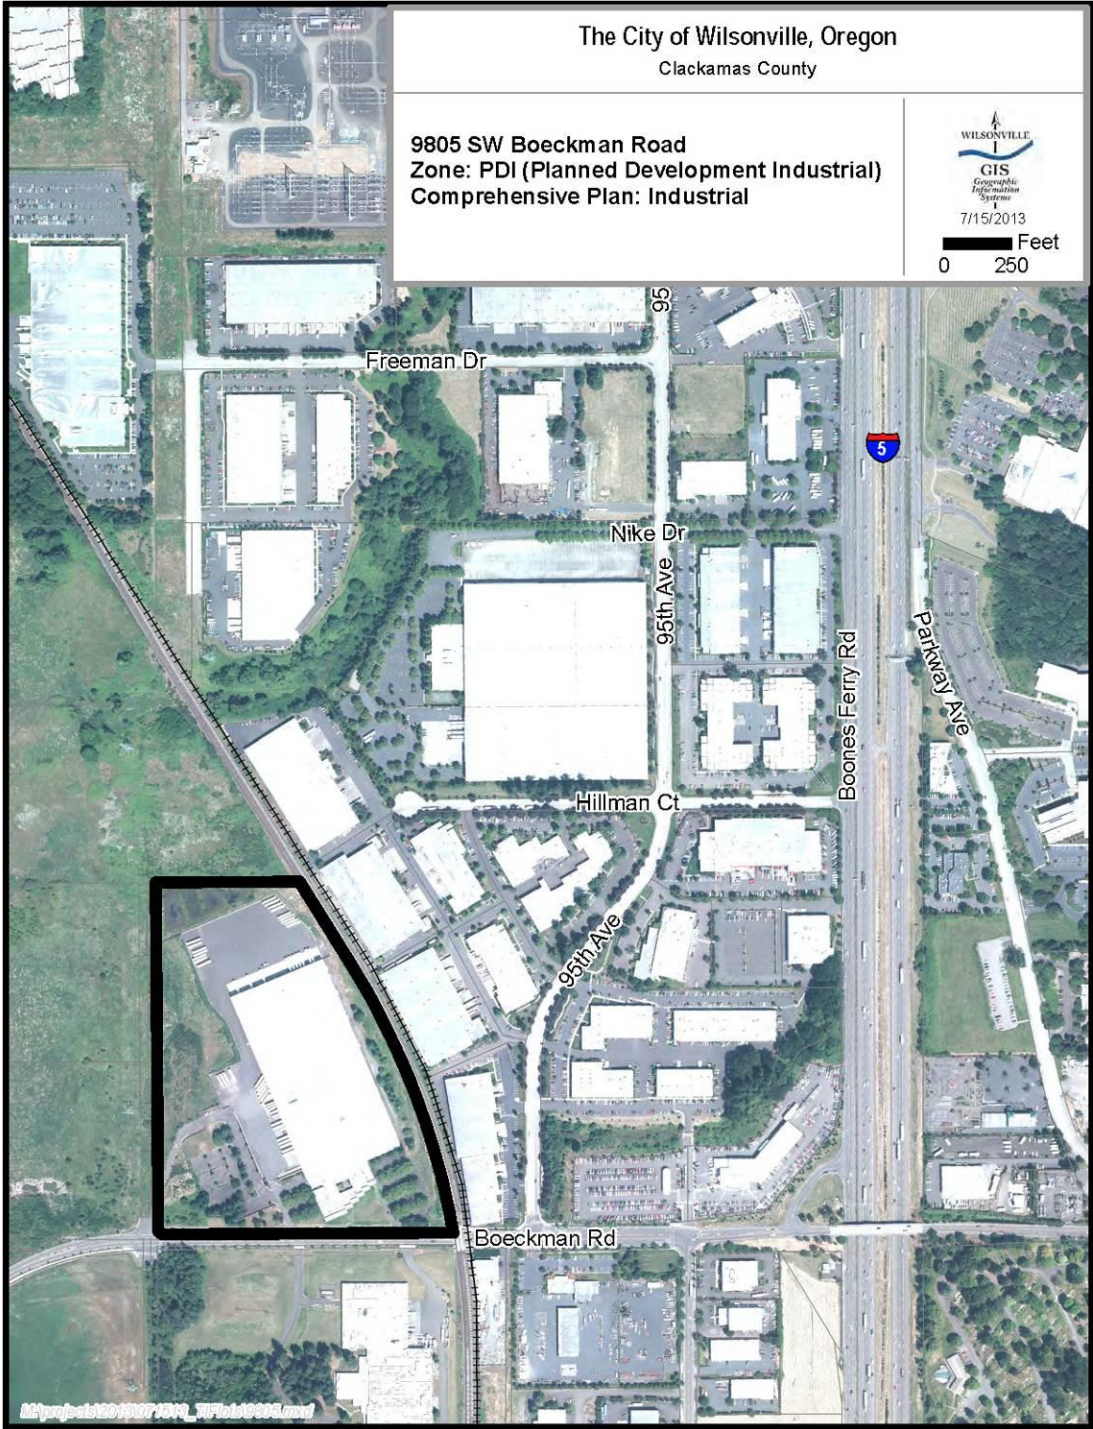 The City of Wilsonville, Oregon
Clackamas County
9805 SW Boeckman Road
Zone: PDI (Planned Development Industrial)
Comprehensive Plan: Industrial
WILSONVILLE
GIS
Geographic
Information
Systems
7/15/2013
Feet
0 250
95
Freeman Dr
5
Nike Dr
95th Ave
Boones Ferry Rd
Parkway Ave
Hillman Ct
95th Ave
Boeckman Rd